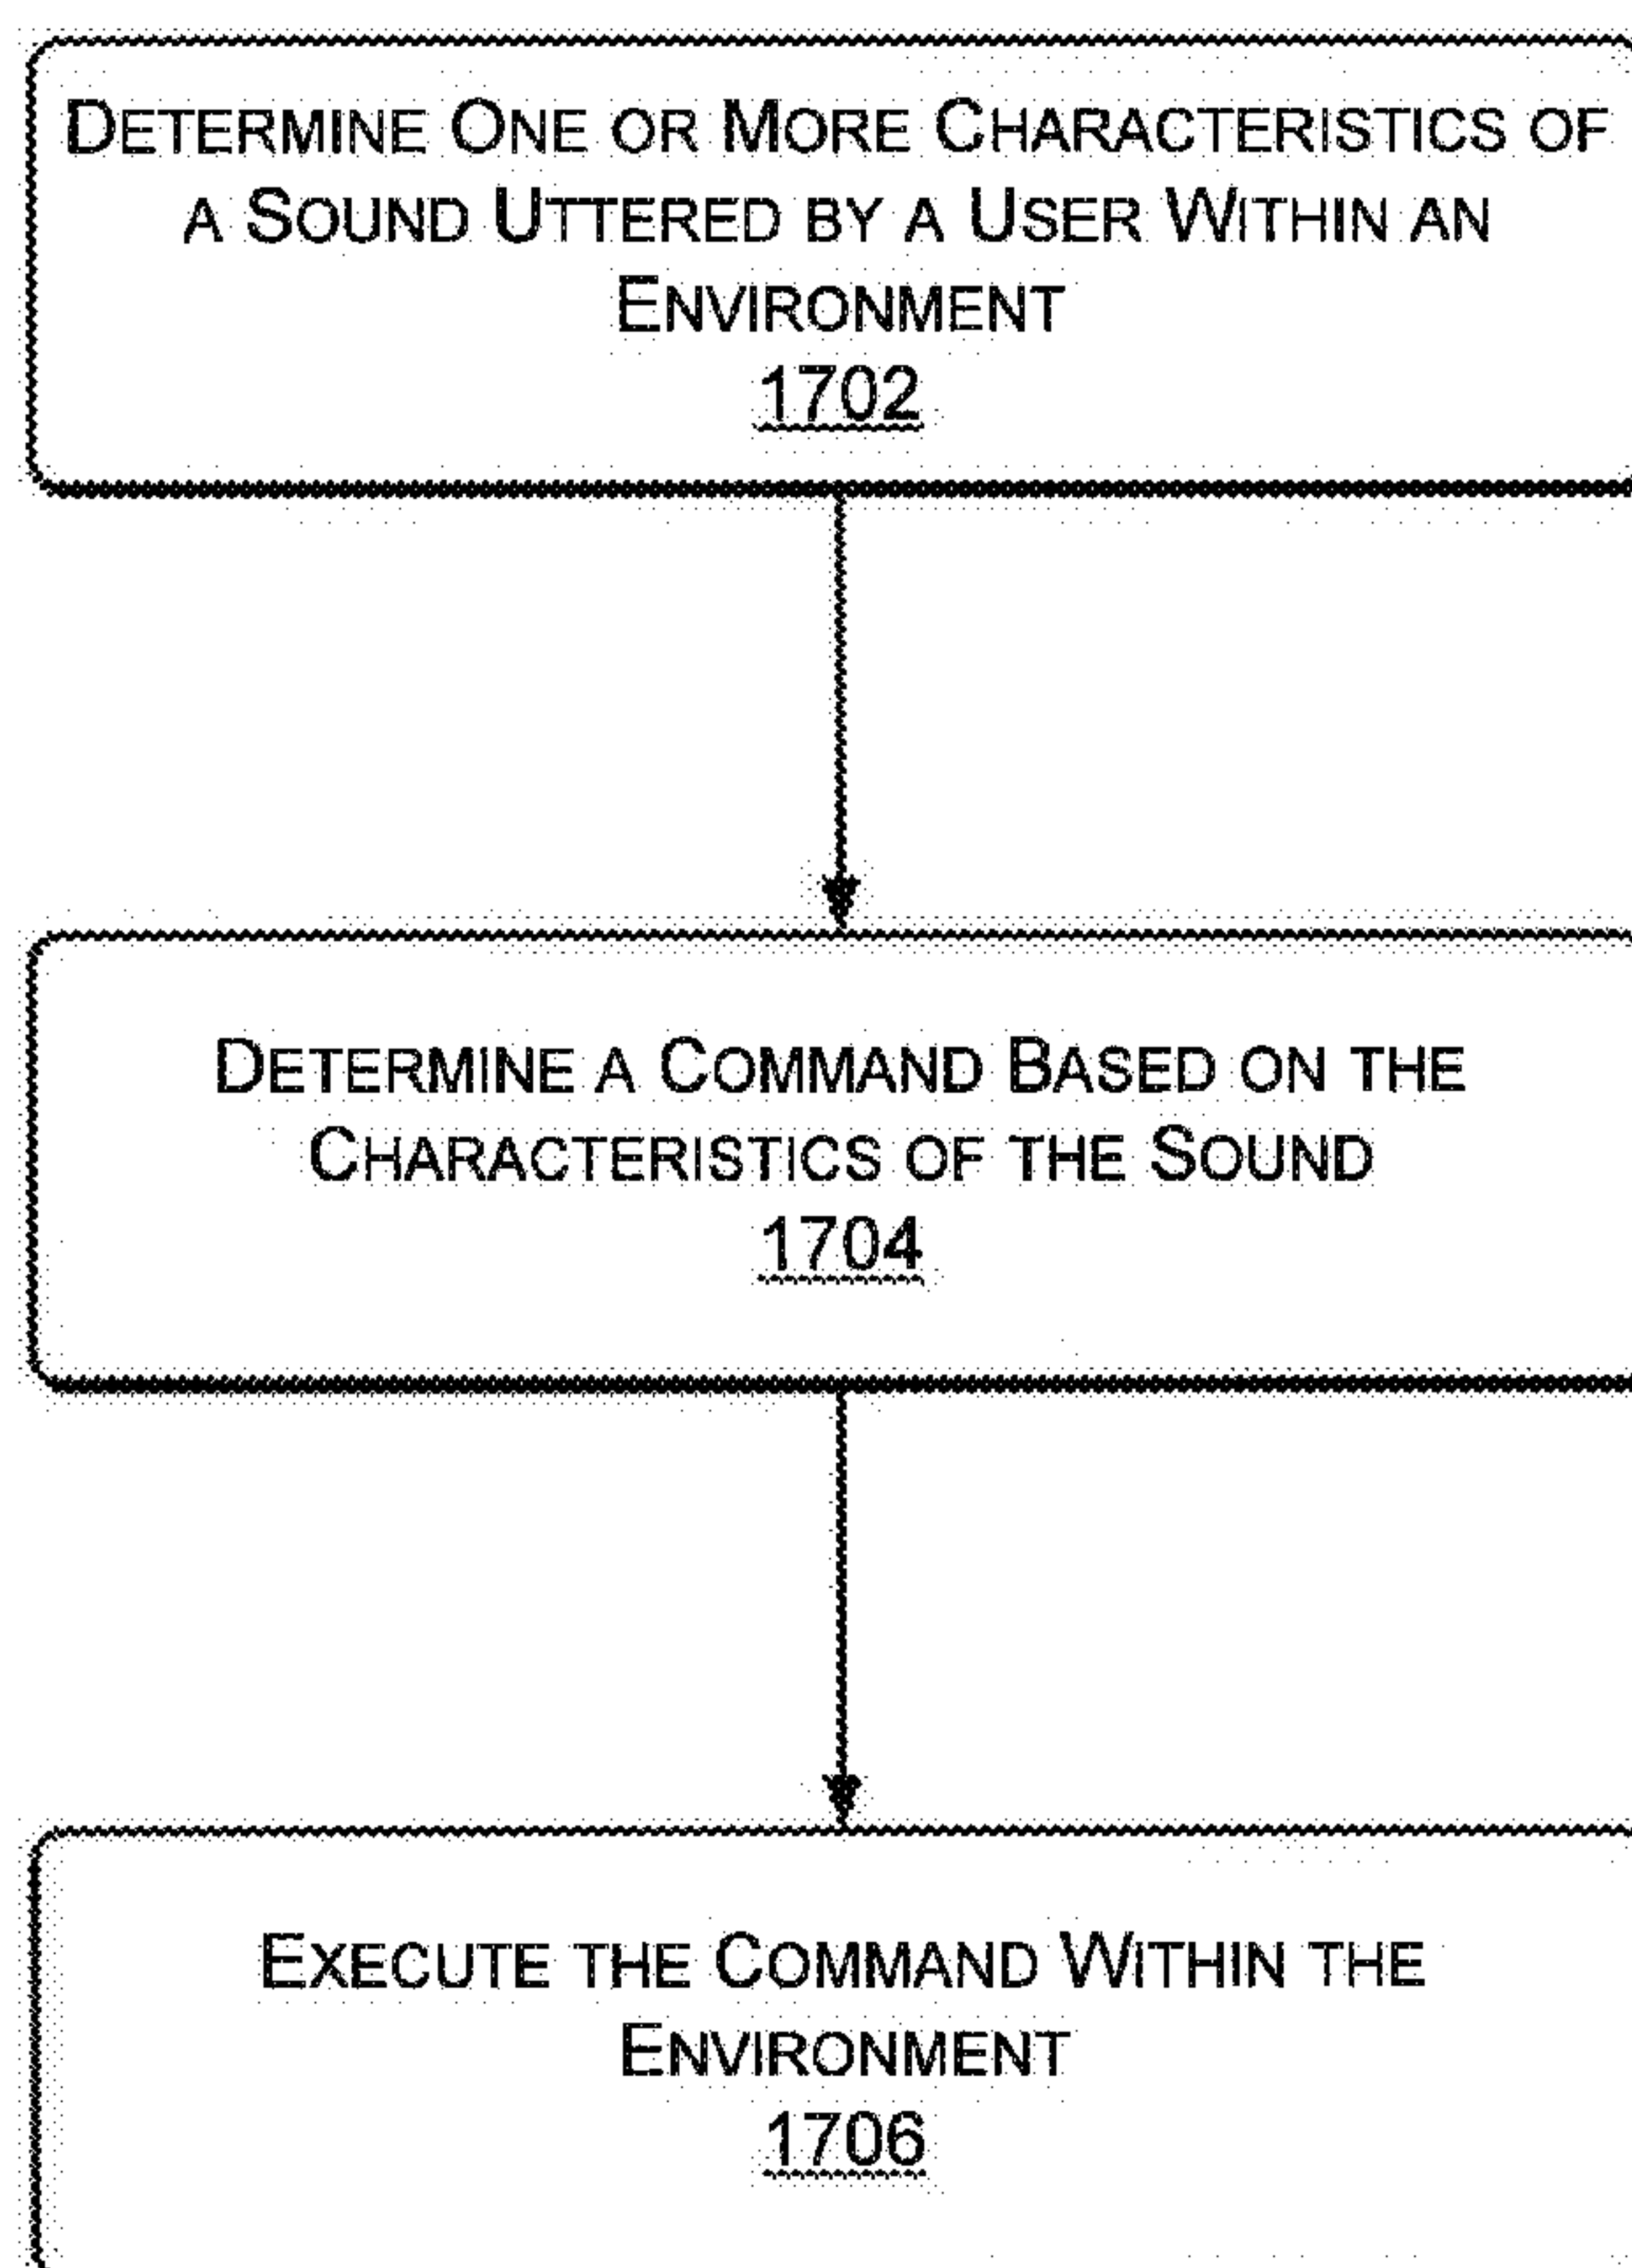 DETERMINE ONE OR MORE CHARACTERISTICS OF
A SOUND UTTERED BY A USER WITHIN AN
ENVIRONMENT
1702
DETERMINE A COMMAND BASED ON THE
CHARACTERISTICS OF THE SOUND
1704
EXECUTE THE COMMAND WITHIN THE
ENVIRONMENT
1706